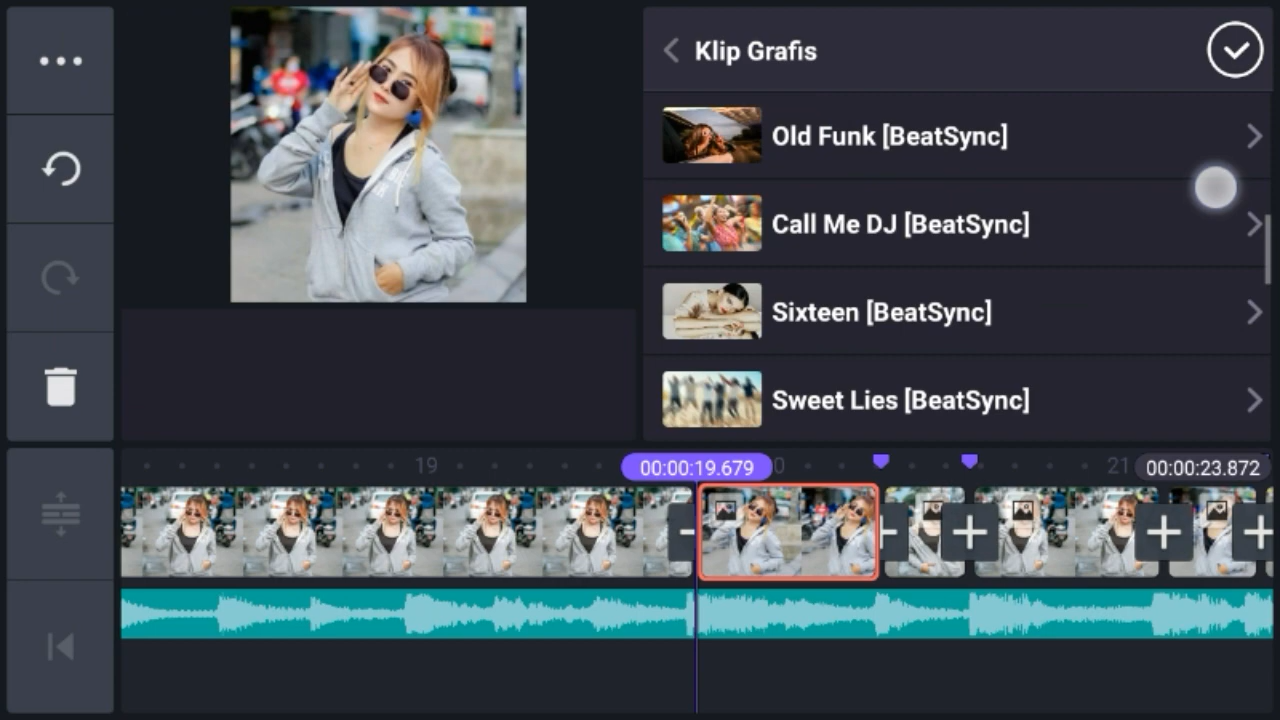 Klip Grafis
Old Funk [BeatSync]
Call Me DJ [BeatSync]
Sixteen [BeatSync]
Sweet Lies [BeatSync]
19
00:00:19.679
0
21
00:00:23.872